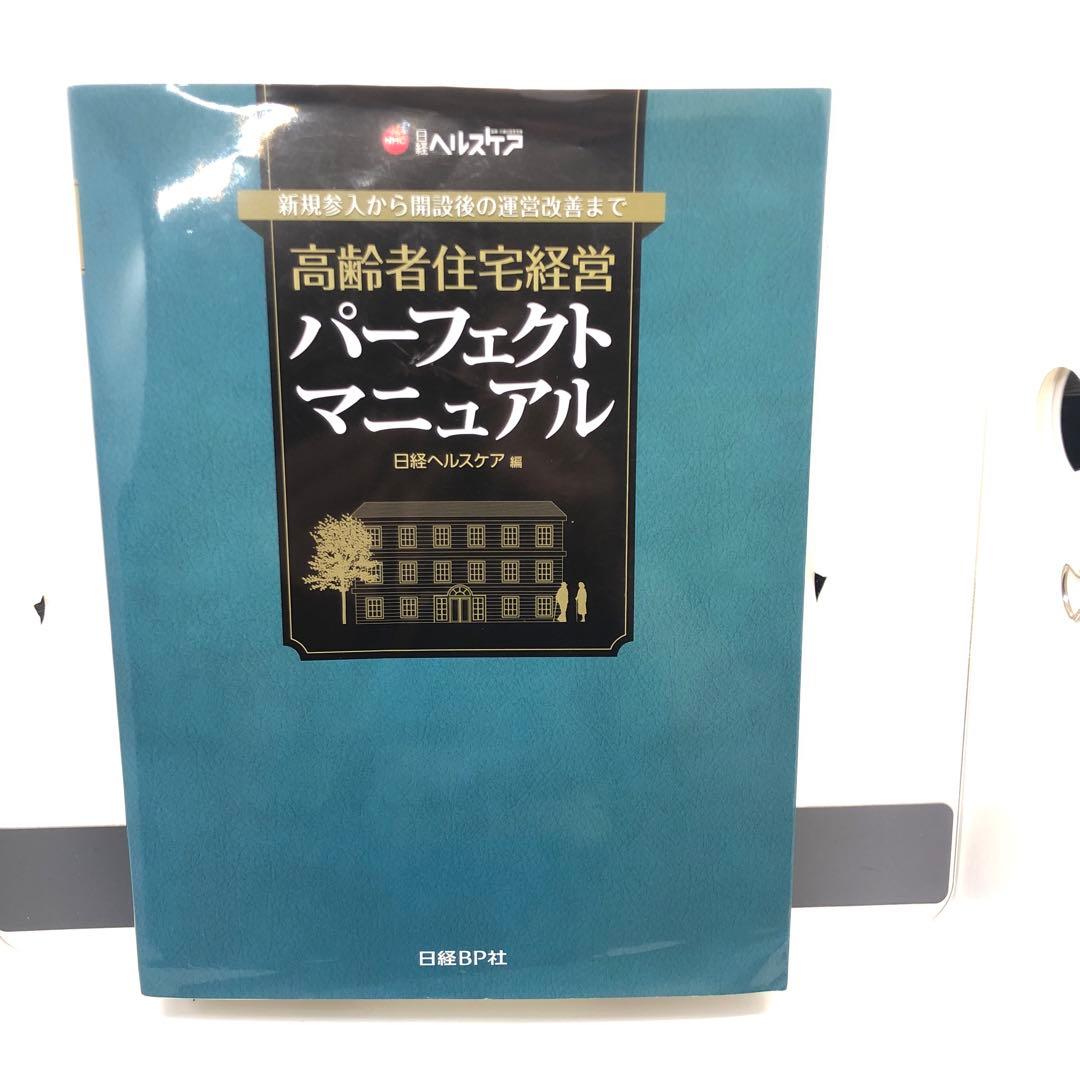 NHC 日経ヘルスケア
新規参入から開設後の運営改善まで
高齢者住宅経営
パーフェクト
マニュアル
日経ヘルスケア 編
日経BP社